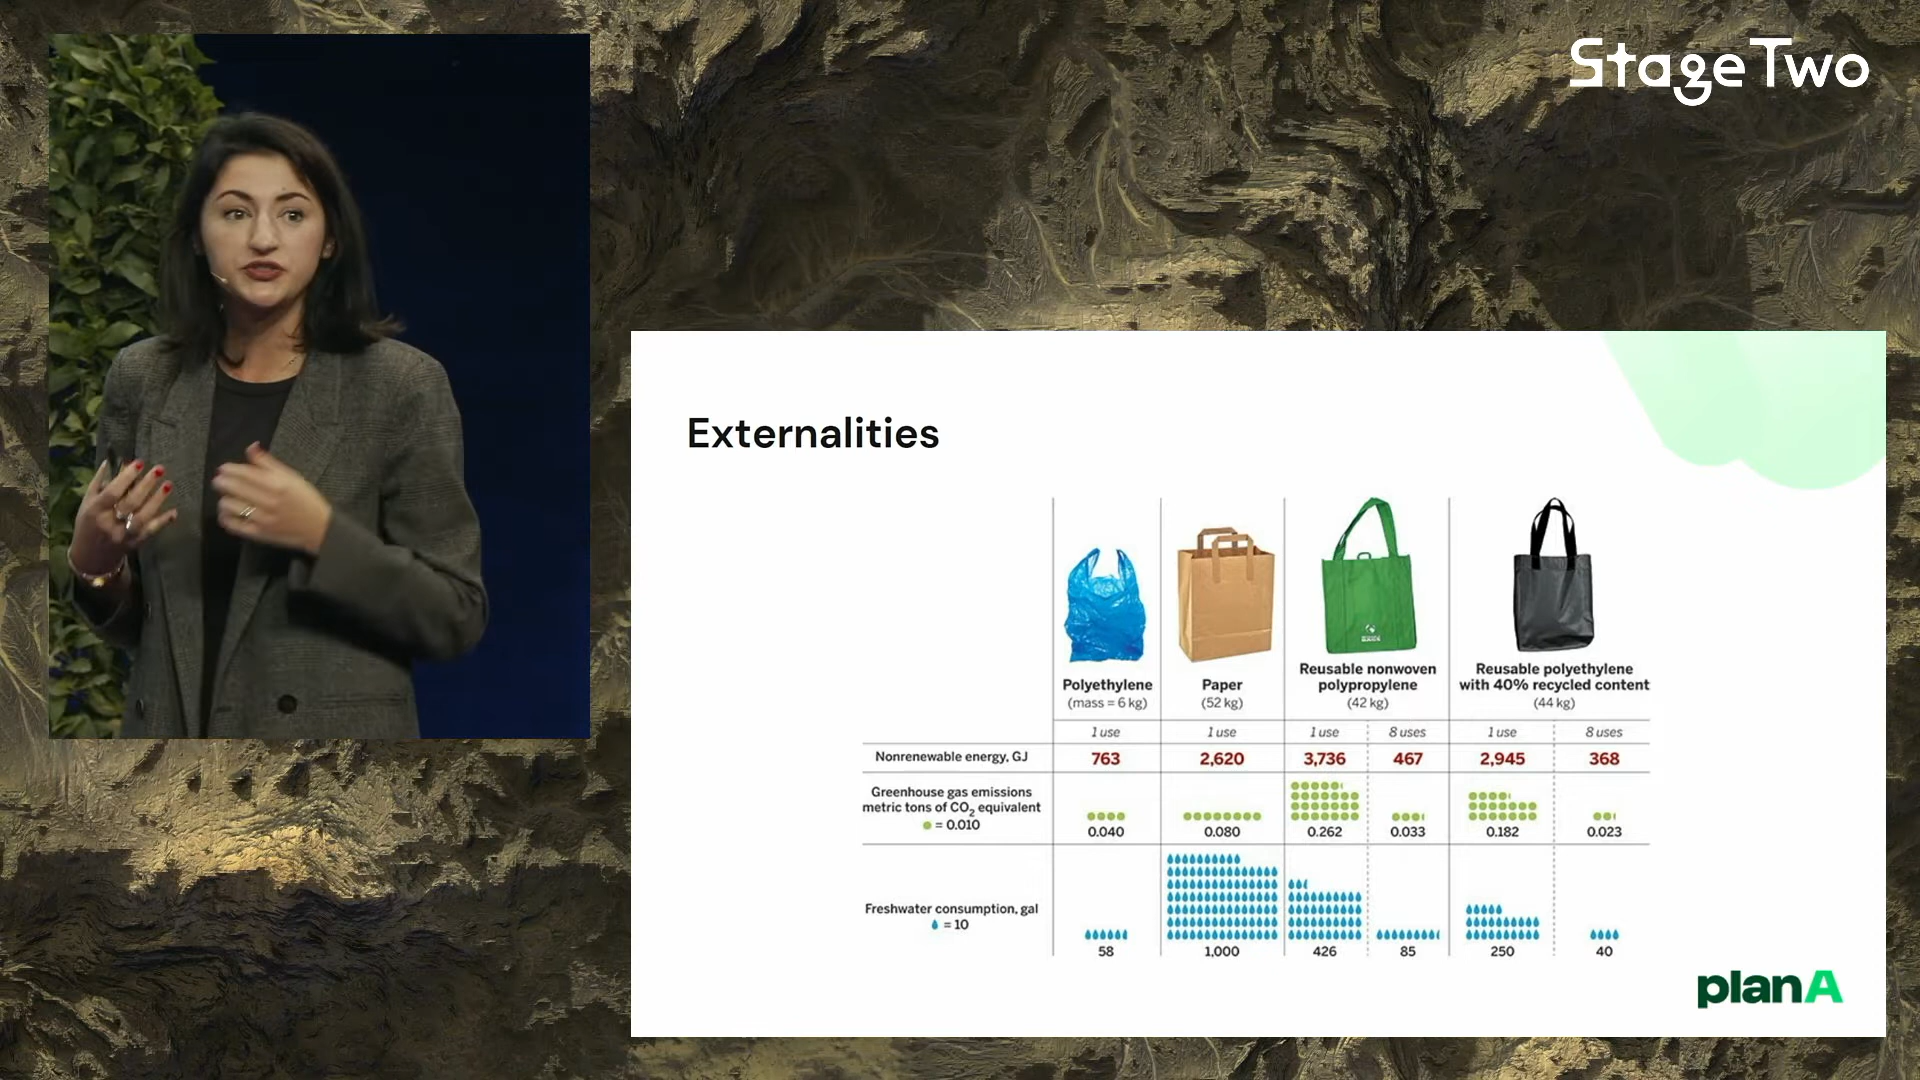 Stage Two
Externalities
Polyethylene
(mass = 6 kg)
Paper
(52 kg)
Reusable nonwoven
polypropylene
(42 kg)
Reusable polyethylene
with 40% recycled content
(44 kg)
1 use
1 use
1 use
8 uses
1 use
8 uses
Nonrenewable energy, GJ
763
2,620
3,736
467
2,945
368
Greenhouse gas emissions
metric tons of CO2 equivalent
= 0.010
0.040
0.080
0.262
0.033
0.182
0.023
Freshwater consumption, gal
= 10
58
1,000
426
85
250
40
planA